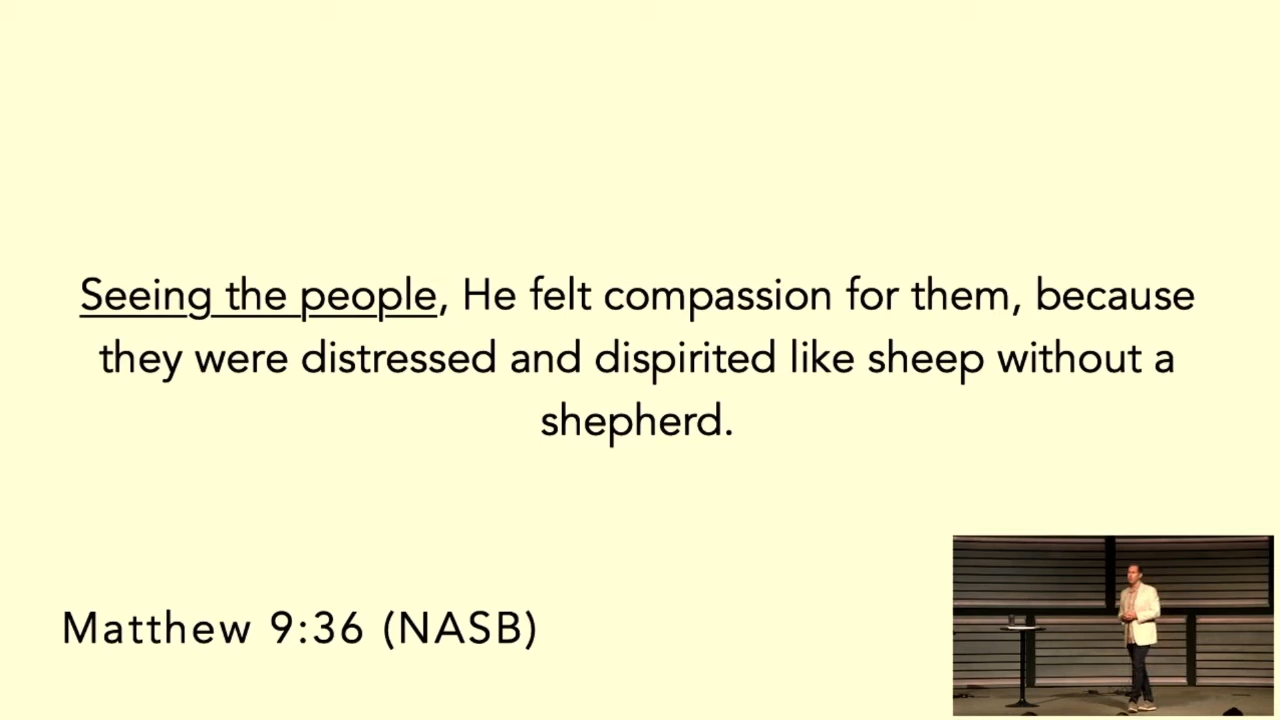 Seeing the people, He felt compassion for them, because
they were distressed and dispirited like sheep without a
shepherd.
Matthew 9:36 (NASB)